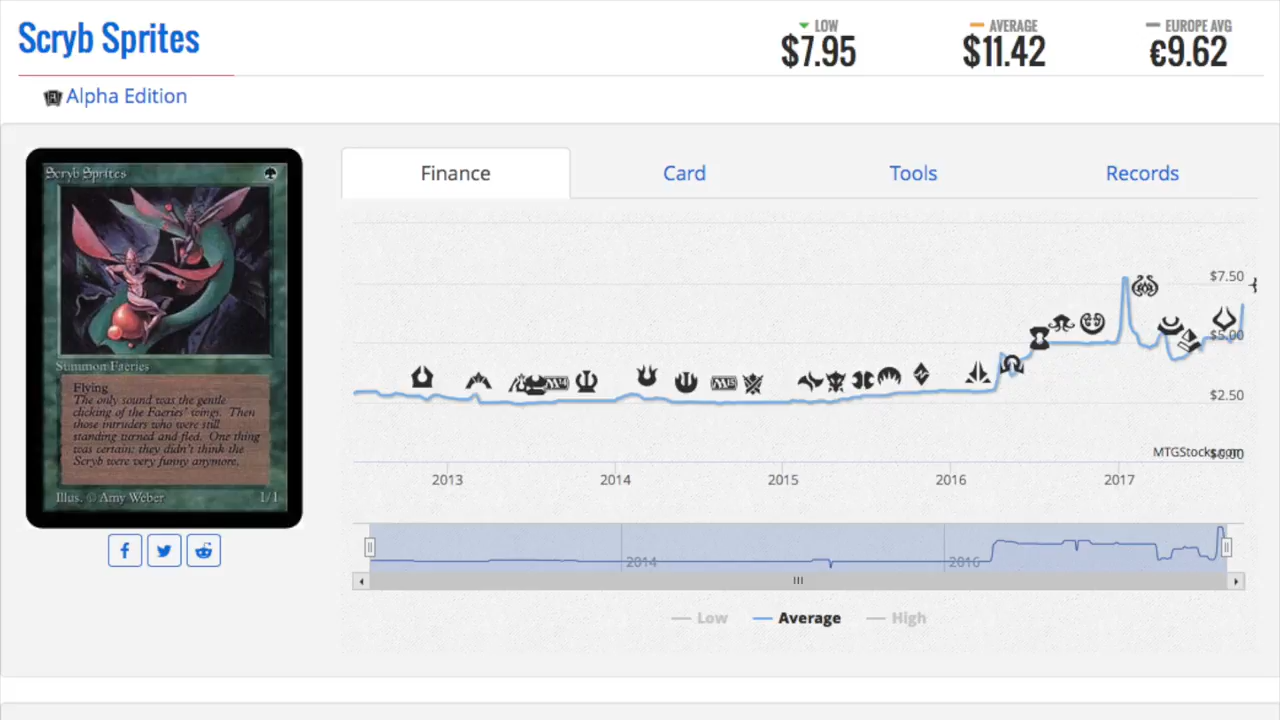 Scryb Sprites
LOW
$7.95
AVERAGE
$11.42
EUROPE AVG
€9.62
Alpha Edition
Scryb Sprites
Summon Faeries
Flying
The only sound was the gentle
clicking of the Faeries' wings. Then
those intruders who were still
standing turned and fled. One thing
was certain: they didn't think the
Scryb were very funny anymore.
Illus. © Amy Weber
1/1
Finance
Card
Tools
Records
$7.50
$5.00
$2.50
$0.00
M14
M15
MTGStocks.com
2013
2014
2015
2016
2017
2014
2016
Low
Average
High